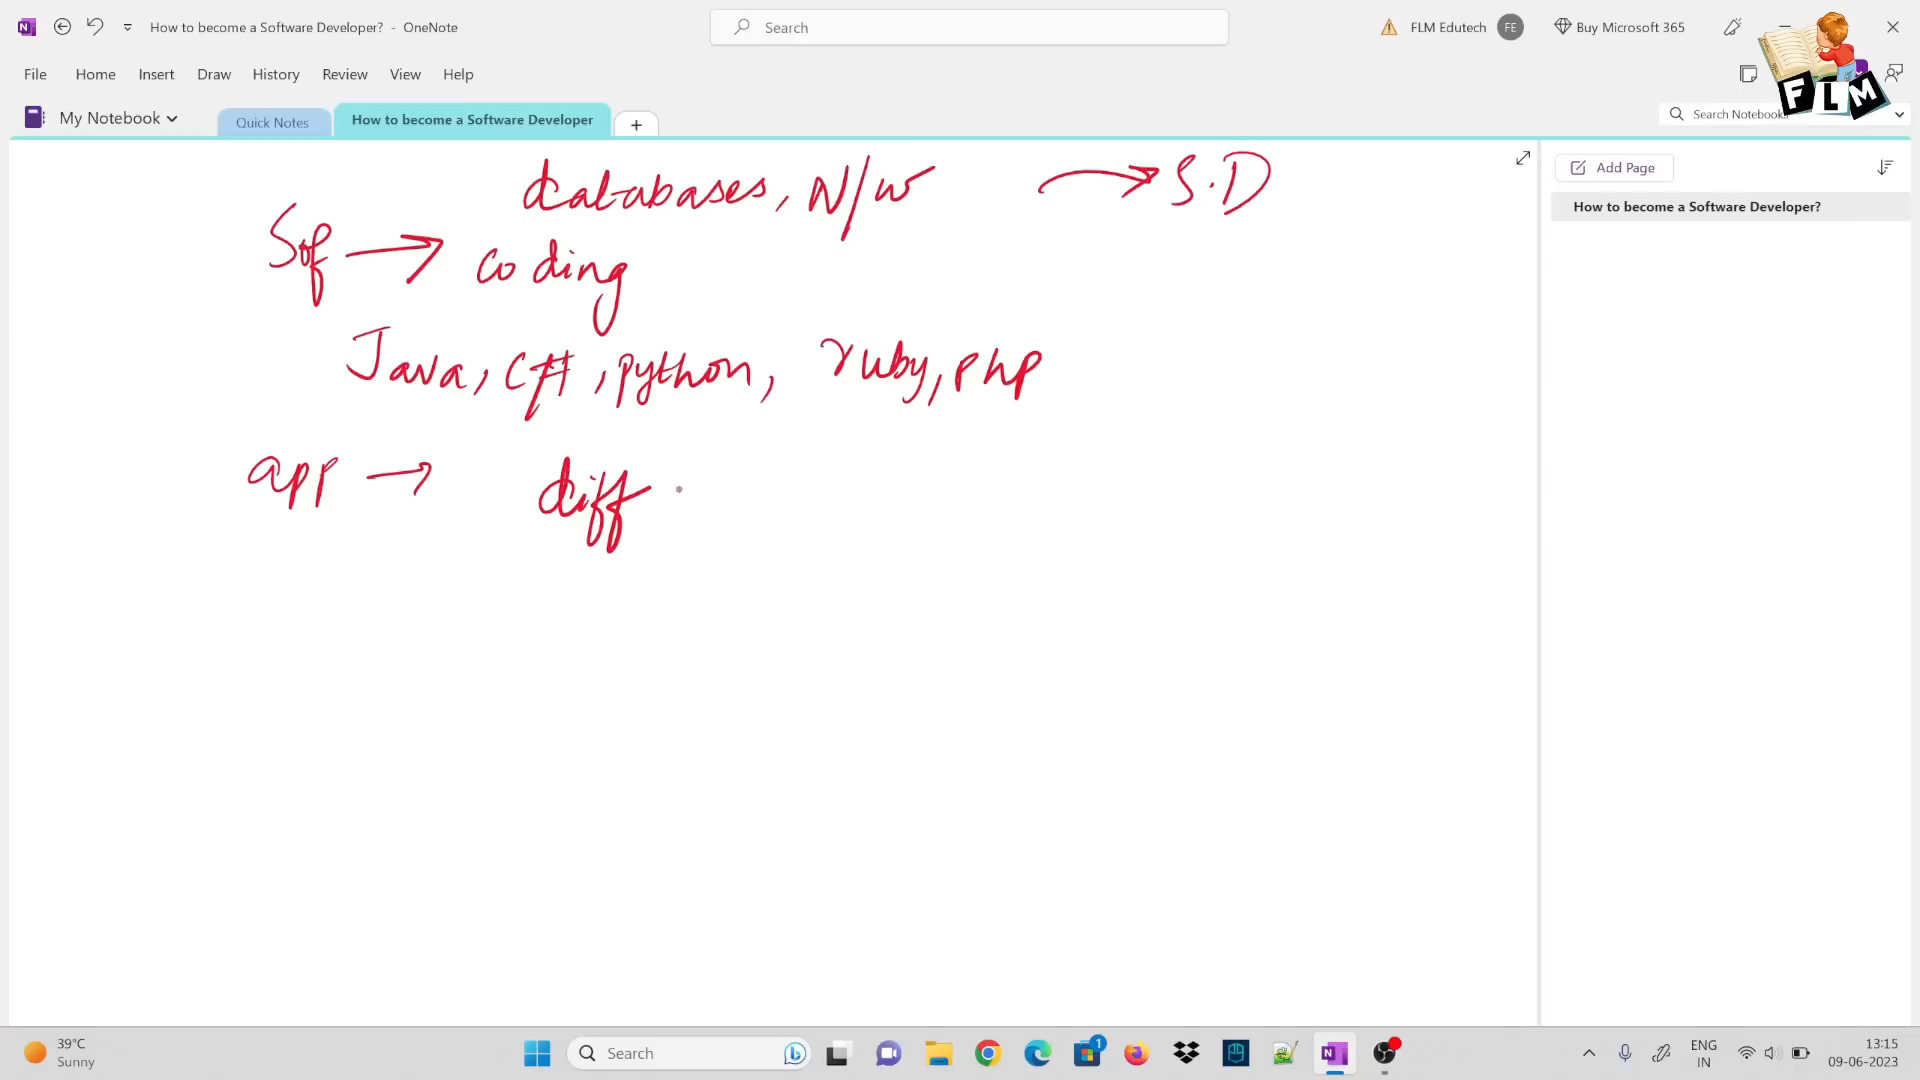 How to become a Software Developer? - OneNote
Search
FLM Edutech FE Buy Microsoft 365
File Home Insert Draw History Review View Help
FLM
My Notebook Quick Notes How to become a Software Developer +
Search Notebooks
Add Page
How to become a Software Developer?
databases, N/W → S.D
Sof → coding
Java, C#, python, ruby, php
app → diff
39°C
Sunny
Search
1
ENG
IN
13:15
09-06-2023